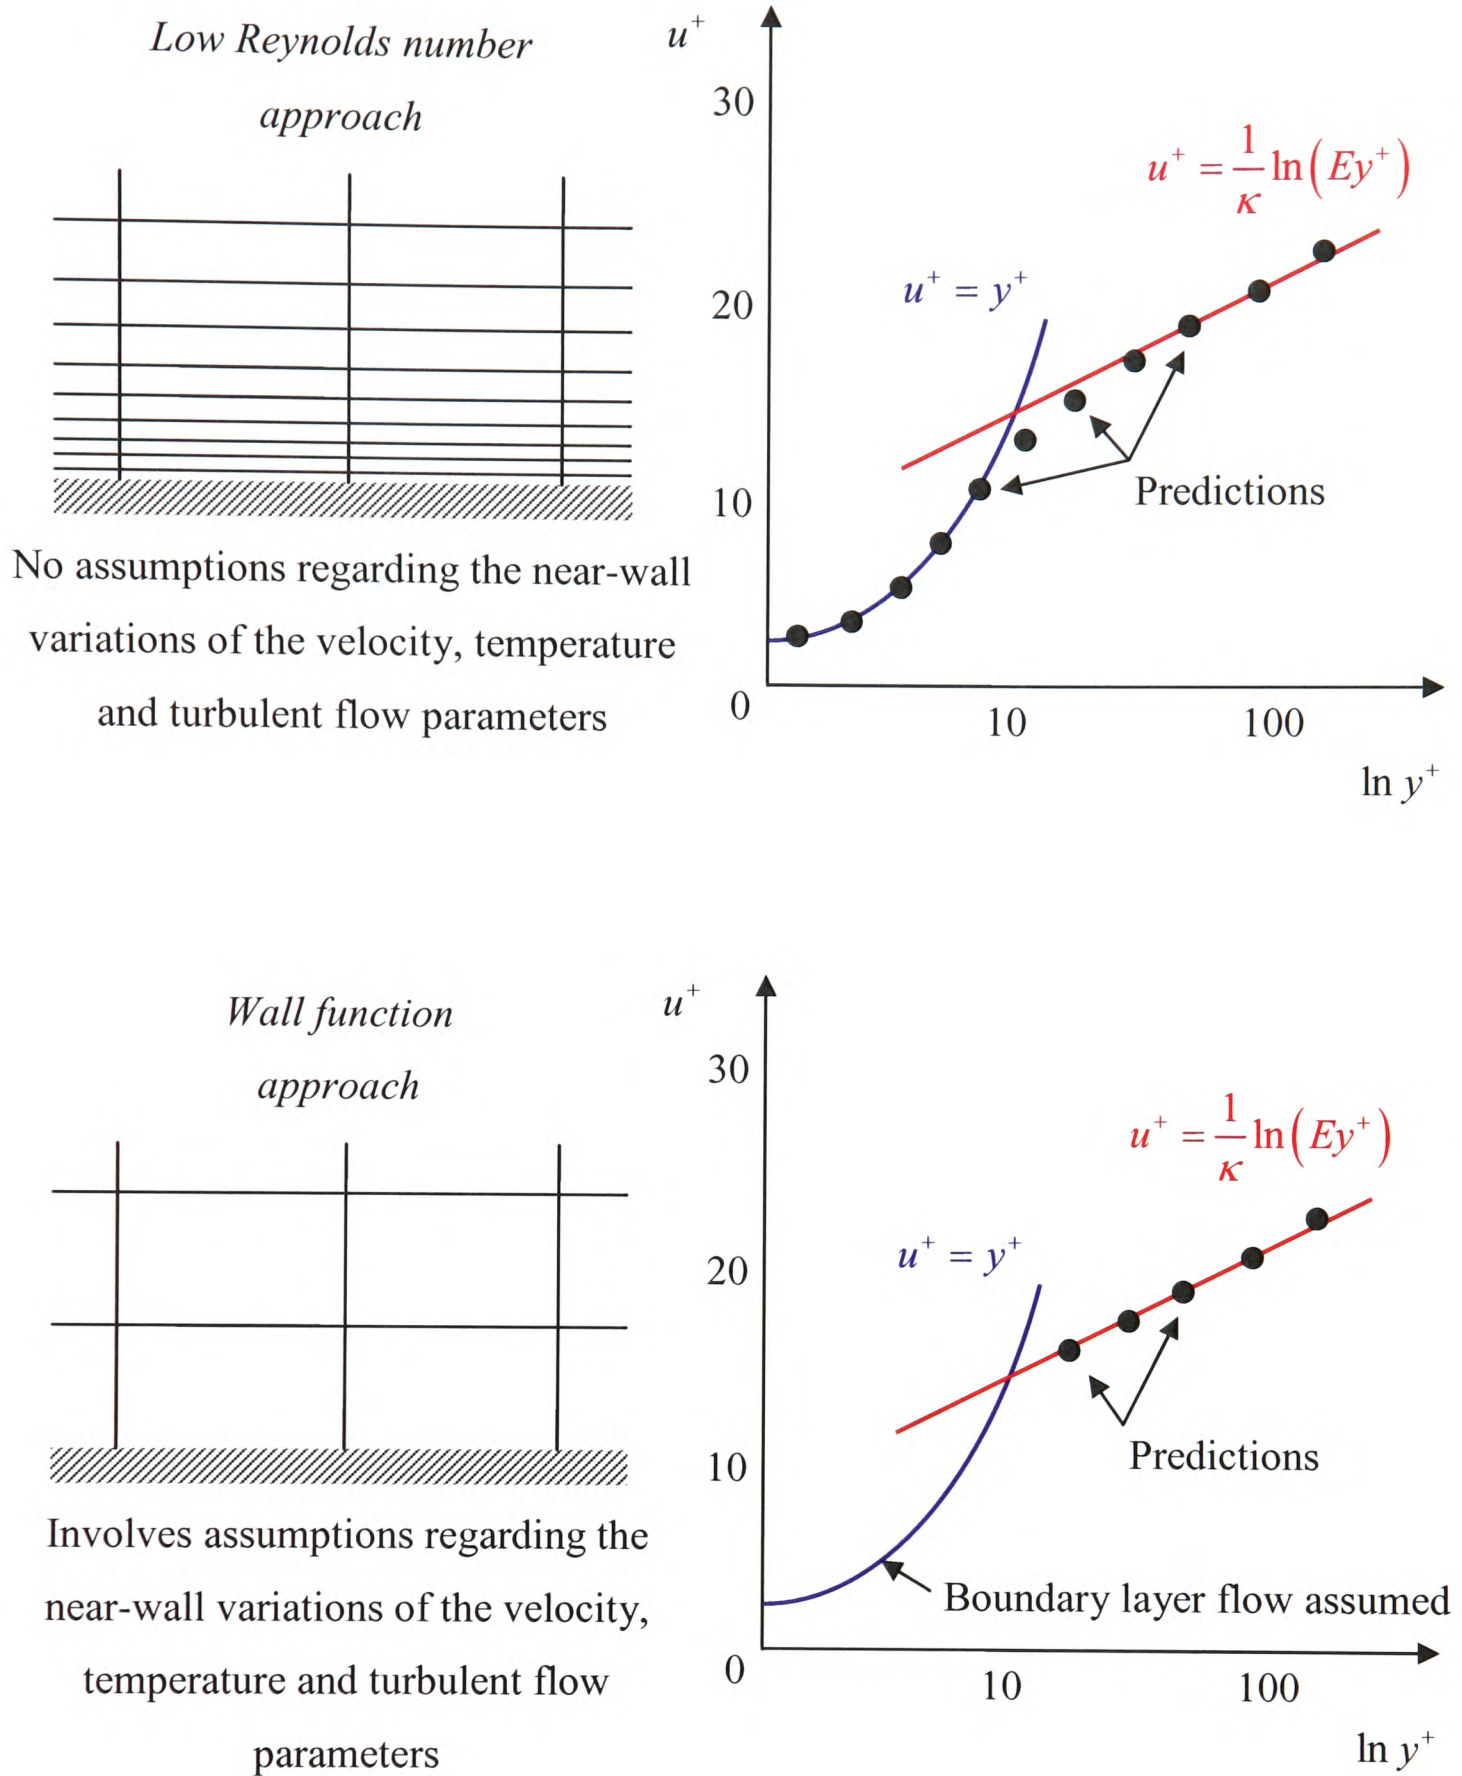 Low Reynolds number
approach
No assumptions regarding the near-wall
variations of the velocity, temperature
and turbulent flow parameters
u⁺
30
20
10
0
10
100
ln y⁺
u⁺ = y⁺
u⁺ = 1/κ ln(Ey⁺)
Predictions
Wall function
approach
Involves assumptions regarding the
near-wall variations of the velocity,
temperature and turbulent flow
parameters
u⁺
30
20
10
0
10
100
ln y⁺
u⁺ = y⁺
u⁺ = 1/κ ln(Ey⁺)
Predictions
Boundary layer flow assumed